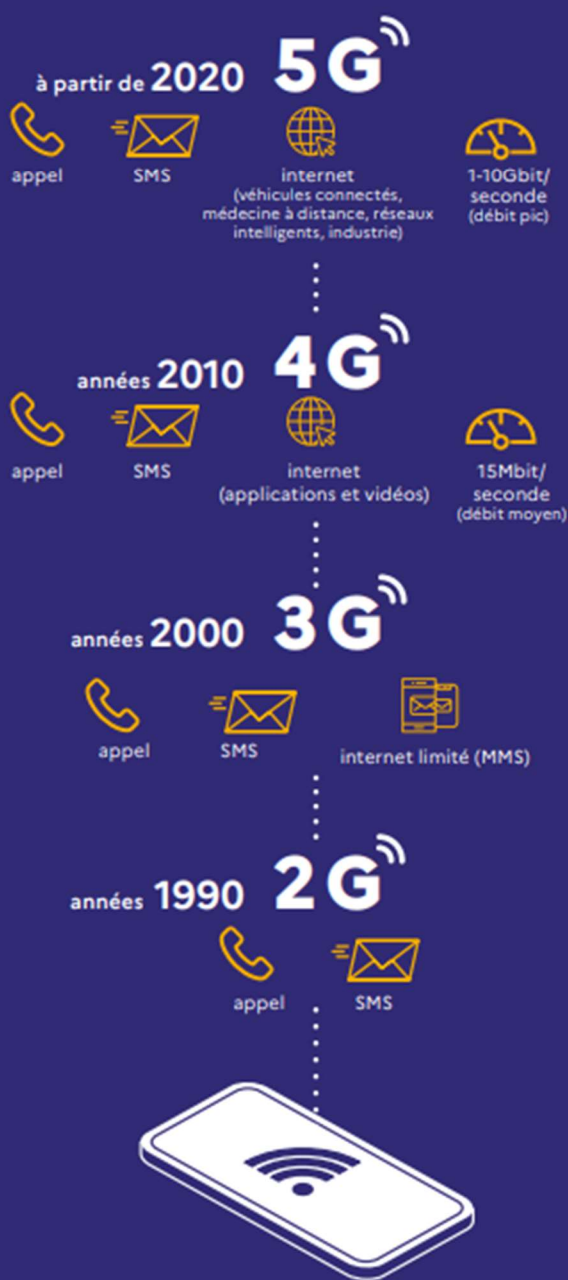 à partir de 2020 5G
appel
SMS
internet
(véhicules connectés,
médecine à distance, réseaux
intelligents, industrie)
1-10Gbit/
seconde
(débit pic)
années 2010 4G
appel
SMS
internet
(applications et vidéos)
15Mbit/
seconde
(débit moyen)
années 2000 3G
appel
SMS
internet limité (MMS)
années 1990 2G
appel
SMS